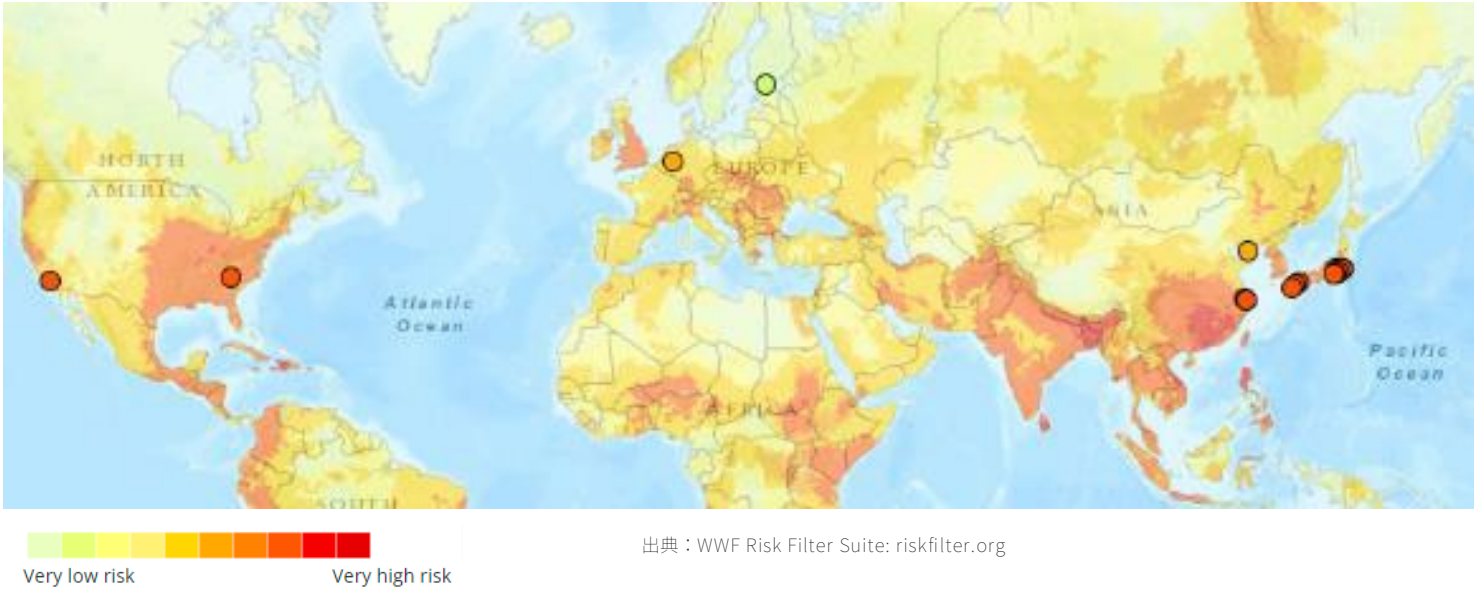 NORTH
AMERICA
EUROPE
ASIA
Atlantic
Ocean
Pacific
Ocean
AFRICA
SOUTH
Very low risk
Very high risk
出典：WWF Risk Filter Suite: riskfilter.org